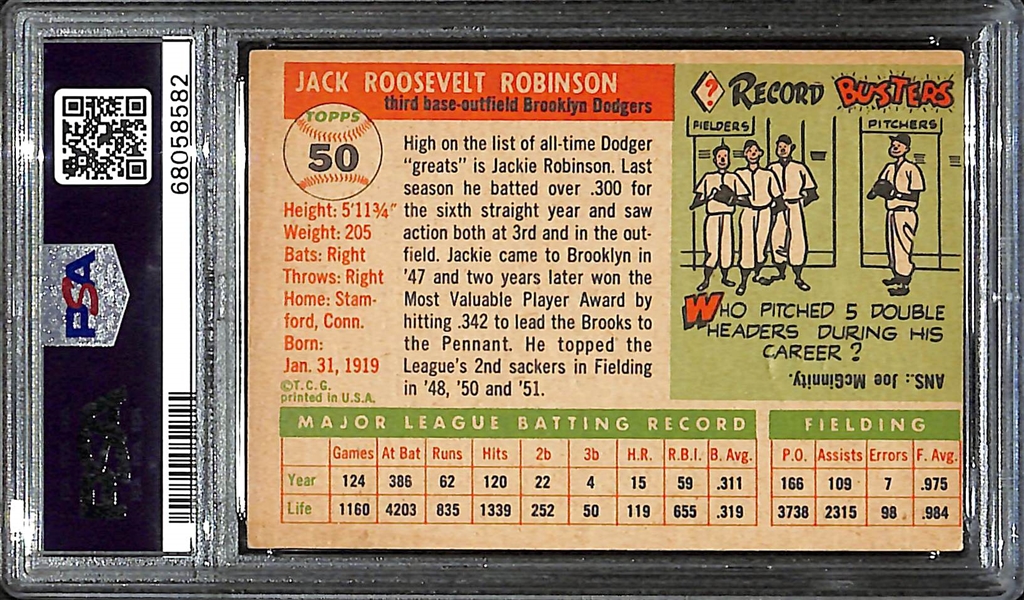 68058582
PSA
JACK ROOSEVELT ROBINSON
third base-outfield Brooklyn Dodgers
TOPPS
50
Height: 5'11¾"
Weight: 205
Bats: Right
Throws: Right
Home: Stam-
ford, Conn.
Born:
Jan. 31, 1919
©T.C.G.
printed in U.S.A.
High on the list of all-time Dodger
"greats" is Jackie Robinson. Last
season he batted over .300 for
the sixth straight year and saw
action both at 3rd and in the out-
field. Jackie came to Brooklyn in
'47 and two years later won the
Most Valuable Player Award by
hitting .342 to lead the Brooks to
the Pennant. He topped the
League's 2nd sackers in Fielding
in '48, '50 and '51.
? RECORD BUSTERS
FIELDERS
PITCHERS
WHO PITCHED 5 DOUBLE
HEADERS DURING HIS
CAREER ?
ANS.: Joe McGinnity.
MAJOR LEAGUE BATTING RECORD FIELDING
Games At Bat Runs Hits 2b 3b H.R. R.B.I. B. Avg. P.O. Assists Errors F. Avg.
Year 124 386 62 120 22 4 15 59 .311 166 109 7 .975
Life 1160 4203 835 1339 252 50 119 655 .319 3738 2315 98 .984